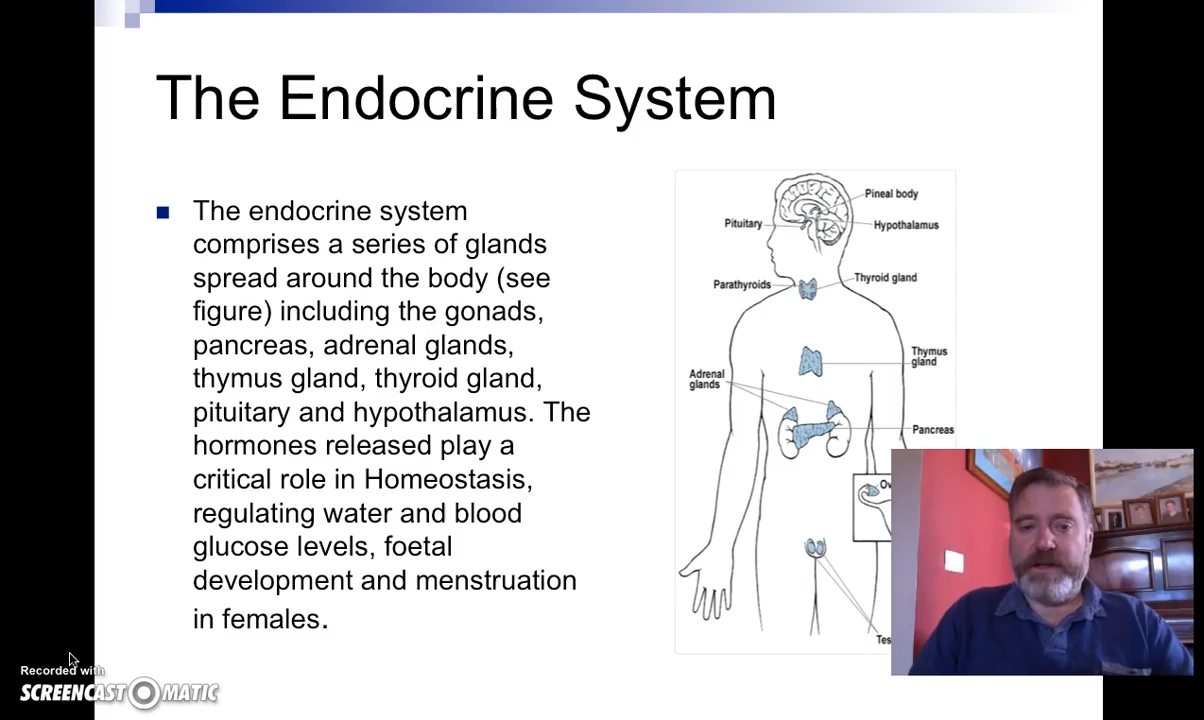 The Endocrine System
The endocrine system
comprises a series of glands
spread around the body (see
figure) including the gonads,
pancreas, adrenal glands,
thymus gland, thyroid gland,
pituitary and hypothalamus. The
hormones released play a
critical role in Homeostasis,
regulating water and blood
glucose levels, foetal
development and menstruation
in females.
Pineal body
Pituitary
Hypothalamus
Thyroid gland
Parathyroids
Thymus
gland
Adrenal
glands
Pancreas
Recorded with
SCREENCAST MATIC